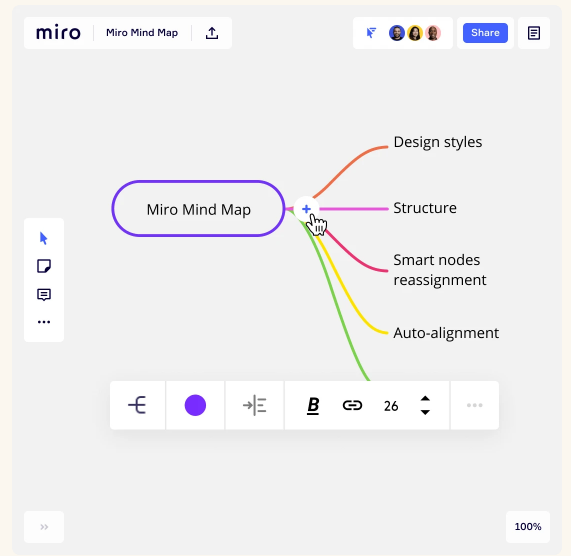 miro
Miro Mind Map
Share
Design styles
Miro Mind Map
Structure
Smart nodes
reassignment
Auto-alignment
B
26
100%